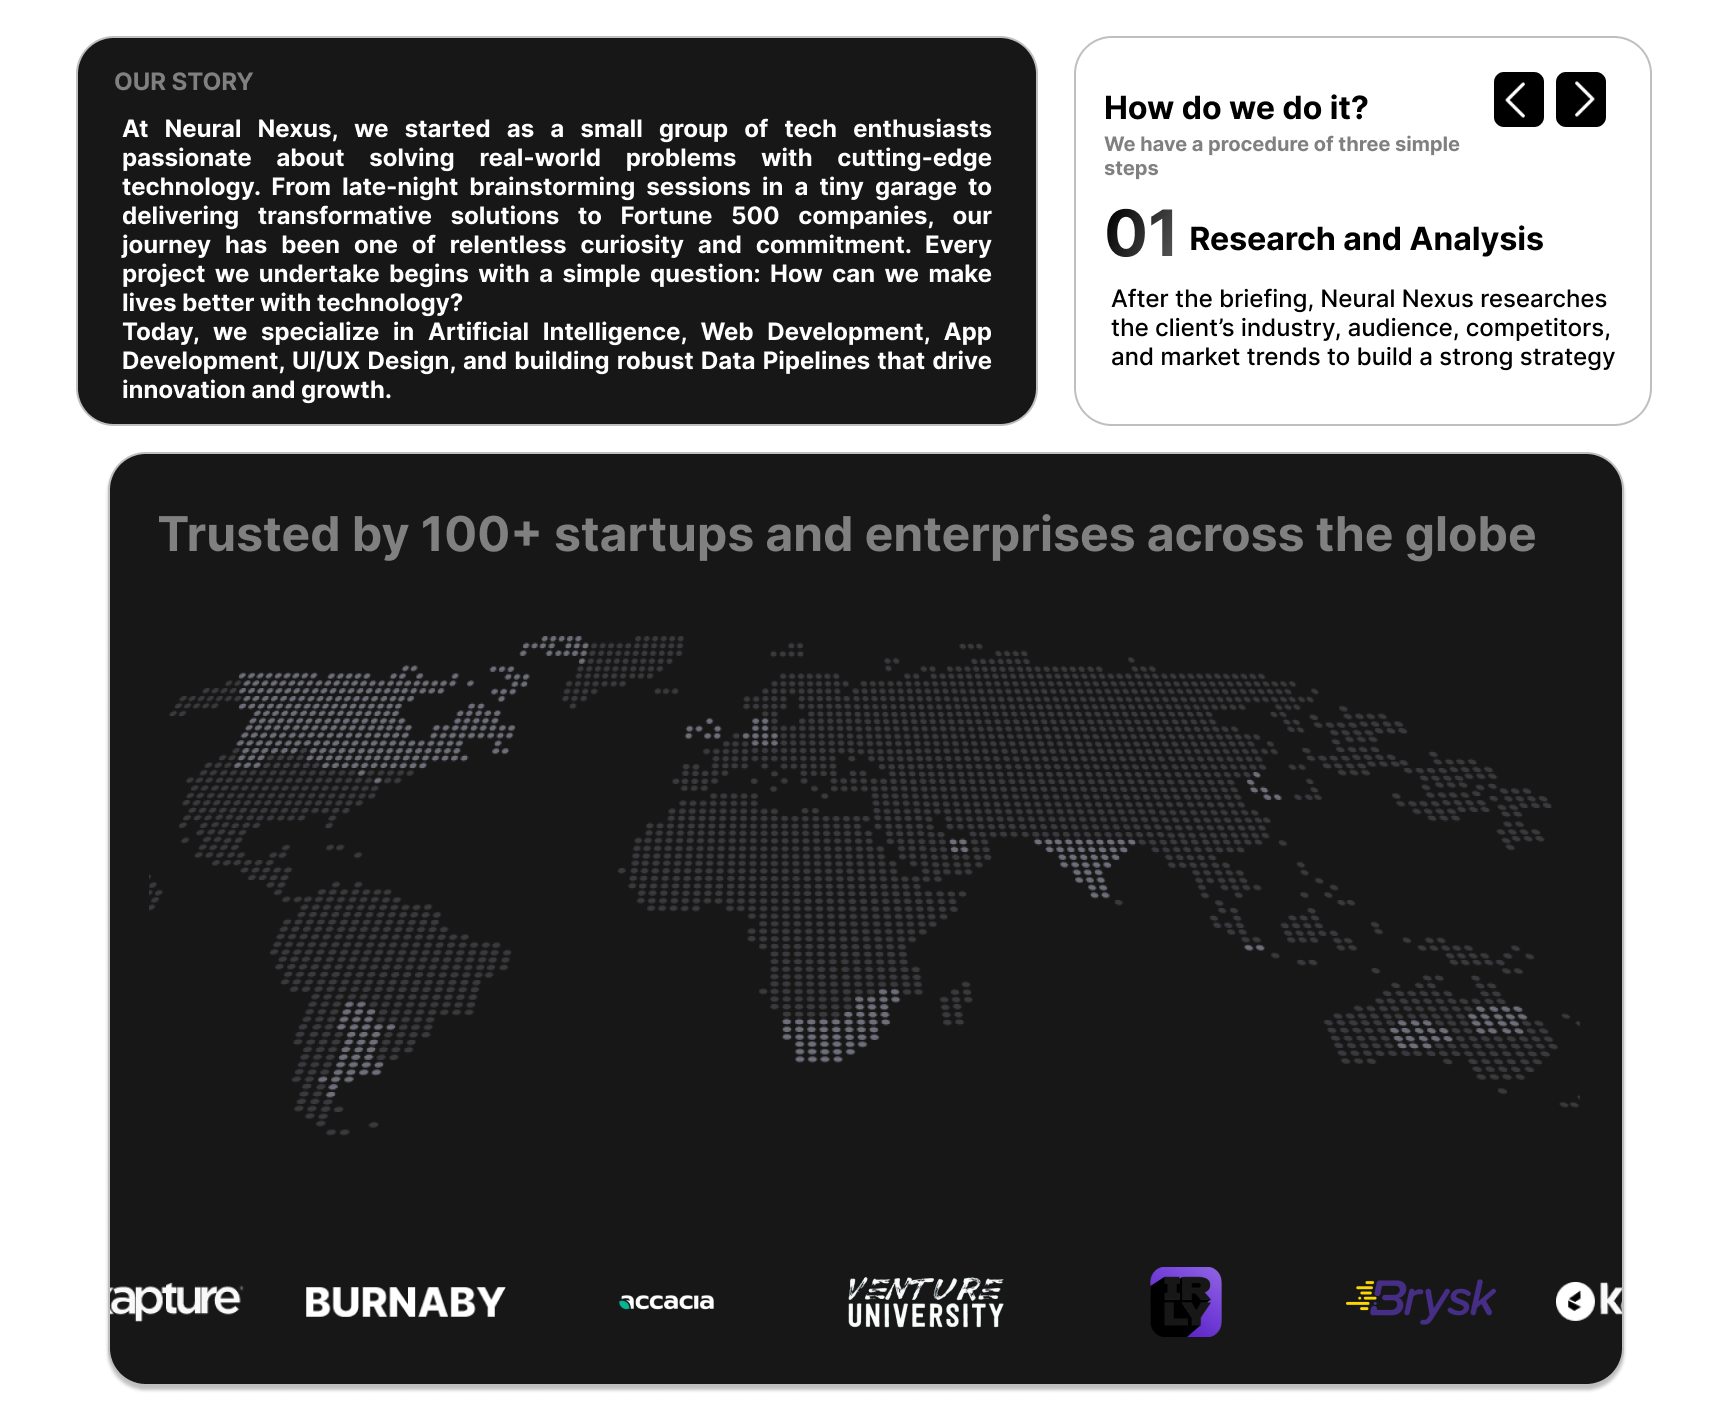 OUR STORY
At Neural Nexus, we started as a small group of tech enthusiasts
passionate about solving real-world problems with cutting-edge
technology. From late-night brainstorming sessions in a tiny garage to
delivering transformative solutions to Fortune 500 companies, our
journey has been one of relentless curiosity and commitment. Every
project we undertake begins with a simple question: How can we make
lives better with technology?
Today, we specialize in Artificial Intelligence, Web Development, App
Development, UI/UX Design, and building robust Data Pipelines that drive
innovation and growth.
How do we do it?
We have a procedure of three simple
steps
01 Research and Analysis
After the briefing, Neural Nexus researches
the client’s industry, audience, competitors,
and market trends to build a strong strategy
Trusted by 100+ startups and enterprises across the globe
apture
BURNABY
accacia
VENTURE
UNIVERSITY
IR
LY
Brysk
k